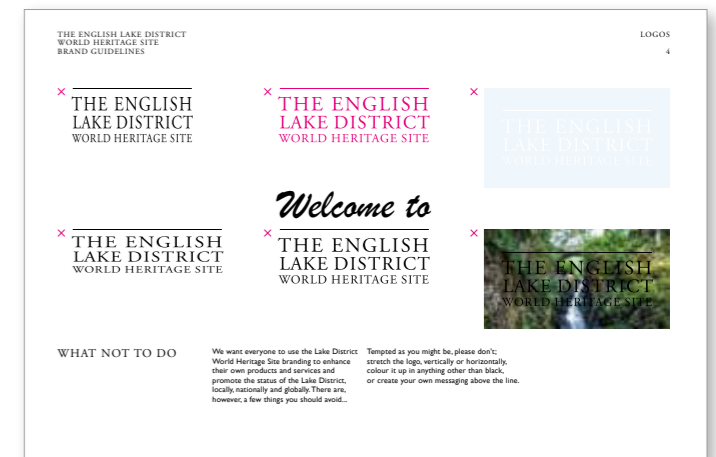 THE ENGLISH LAKE DISTRICT
WORLD HERITAGE SITE
BRAND GUIDELINES
LOGOS
4
THE ENGLISH
LAKE DISTRICT
WORLD HERITAGE SITE
THE ENGLISH
LAKE DISTRICT
WORLD HERITAGE SITE
THE ENGLISH
LAKE DISTRICT
WORLD HERITAGE SITE
THE ENGLISH
LAKE DISTRICT
WORLD HERITAGE SITE
Welcome to
THE ENGLISH
LAKE DISTRICT
WORLD HERITAGE SITE
THE ENGLISH
LAKE DISTRICT
WORLD HERITAGE SITE
WHAT NOT TO DO
We want everyone to use the Lake District
World Heritage Site branding to enhance
their own products and services and
promote the status of the Lake District,
locally, nationally and globally. There are,
however, a few things you should avoid...
Tempted as you might be, please don't;
stretch the logo, vertically or horizontally,
colour it up in anything other than black,
or create your own messaging above the line.